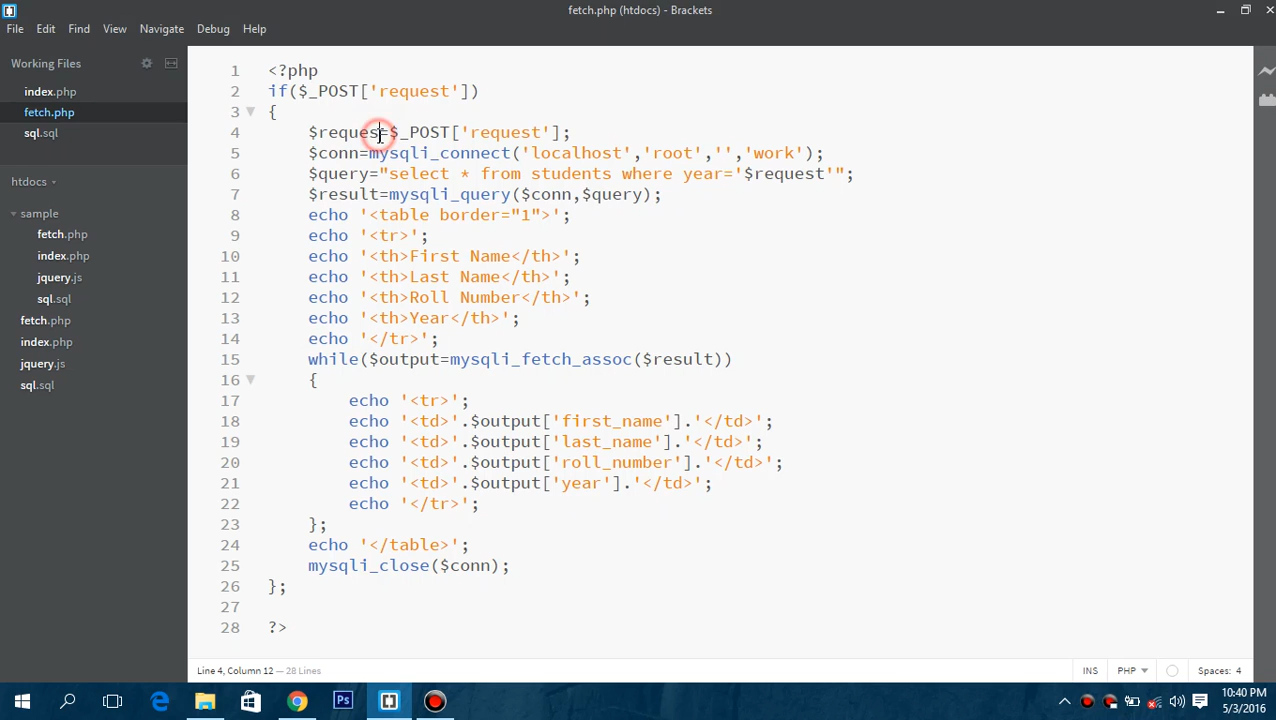 fetch.php (htdocs) - Brackets
File Edit Find View Navigate Debug Help
Working Files
index.php
fetch.php
sql.sql
htdocs
sample
fetch.php
index.php
jquery.js
sql.sql
fetch.php
index.php
jquery.js
sql.sql
1 <?php
2 if($_POST['request'])
3 {
4 $request=$_POST['request'];
5 $conn=mysqli_connect('localhost','root','','work');
6 $query="select * from students where year='$request'";
7 $result=mysqli_query($conn,$query);
8 echo '<table border="1">';
9 echo '<tr>';
10 echo '<th>First Name</th>';
11 echo '<th>Last Name</th>';
12 echo '<th>Roll Number</th>';
13 echo '<th>Year</th>';
14 echo '</tr>';
15 while($output=mysqli_fetch_assoc($result))
16 {
17 echo '<tr>';
18 echo '<td>'.$output['first_name'].'</td>';
19 echo '<td>'.$output['last_name'].'</td>';
20 echo '<td>'.$output['roll_number'].'</td>';
21 echo '<td>'.$output['year'].'</td>';
22 echo '</tr>';
23 };
24 echo '</table>';
25 mysqli_close($conn);
26 };
27
28 ?>
Line 4, Column 12 — 28 Lines
INS PHP Spaces: 4
Ps
10:40 PM
5/3/2016